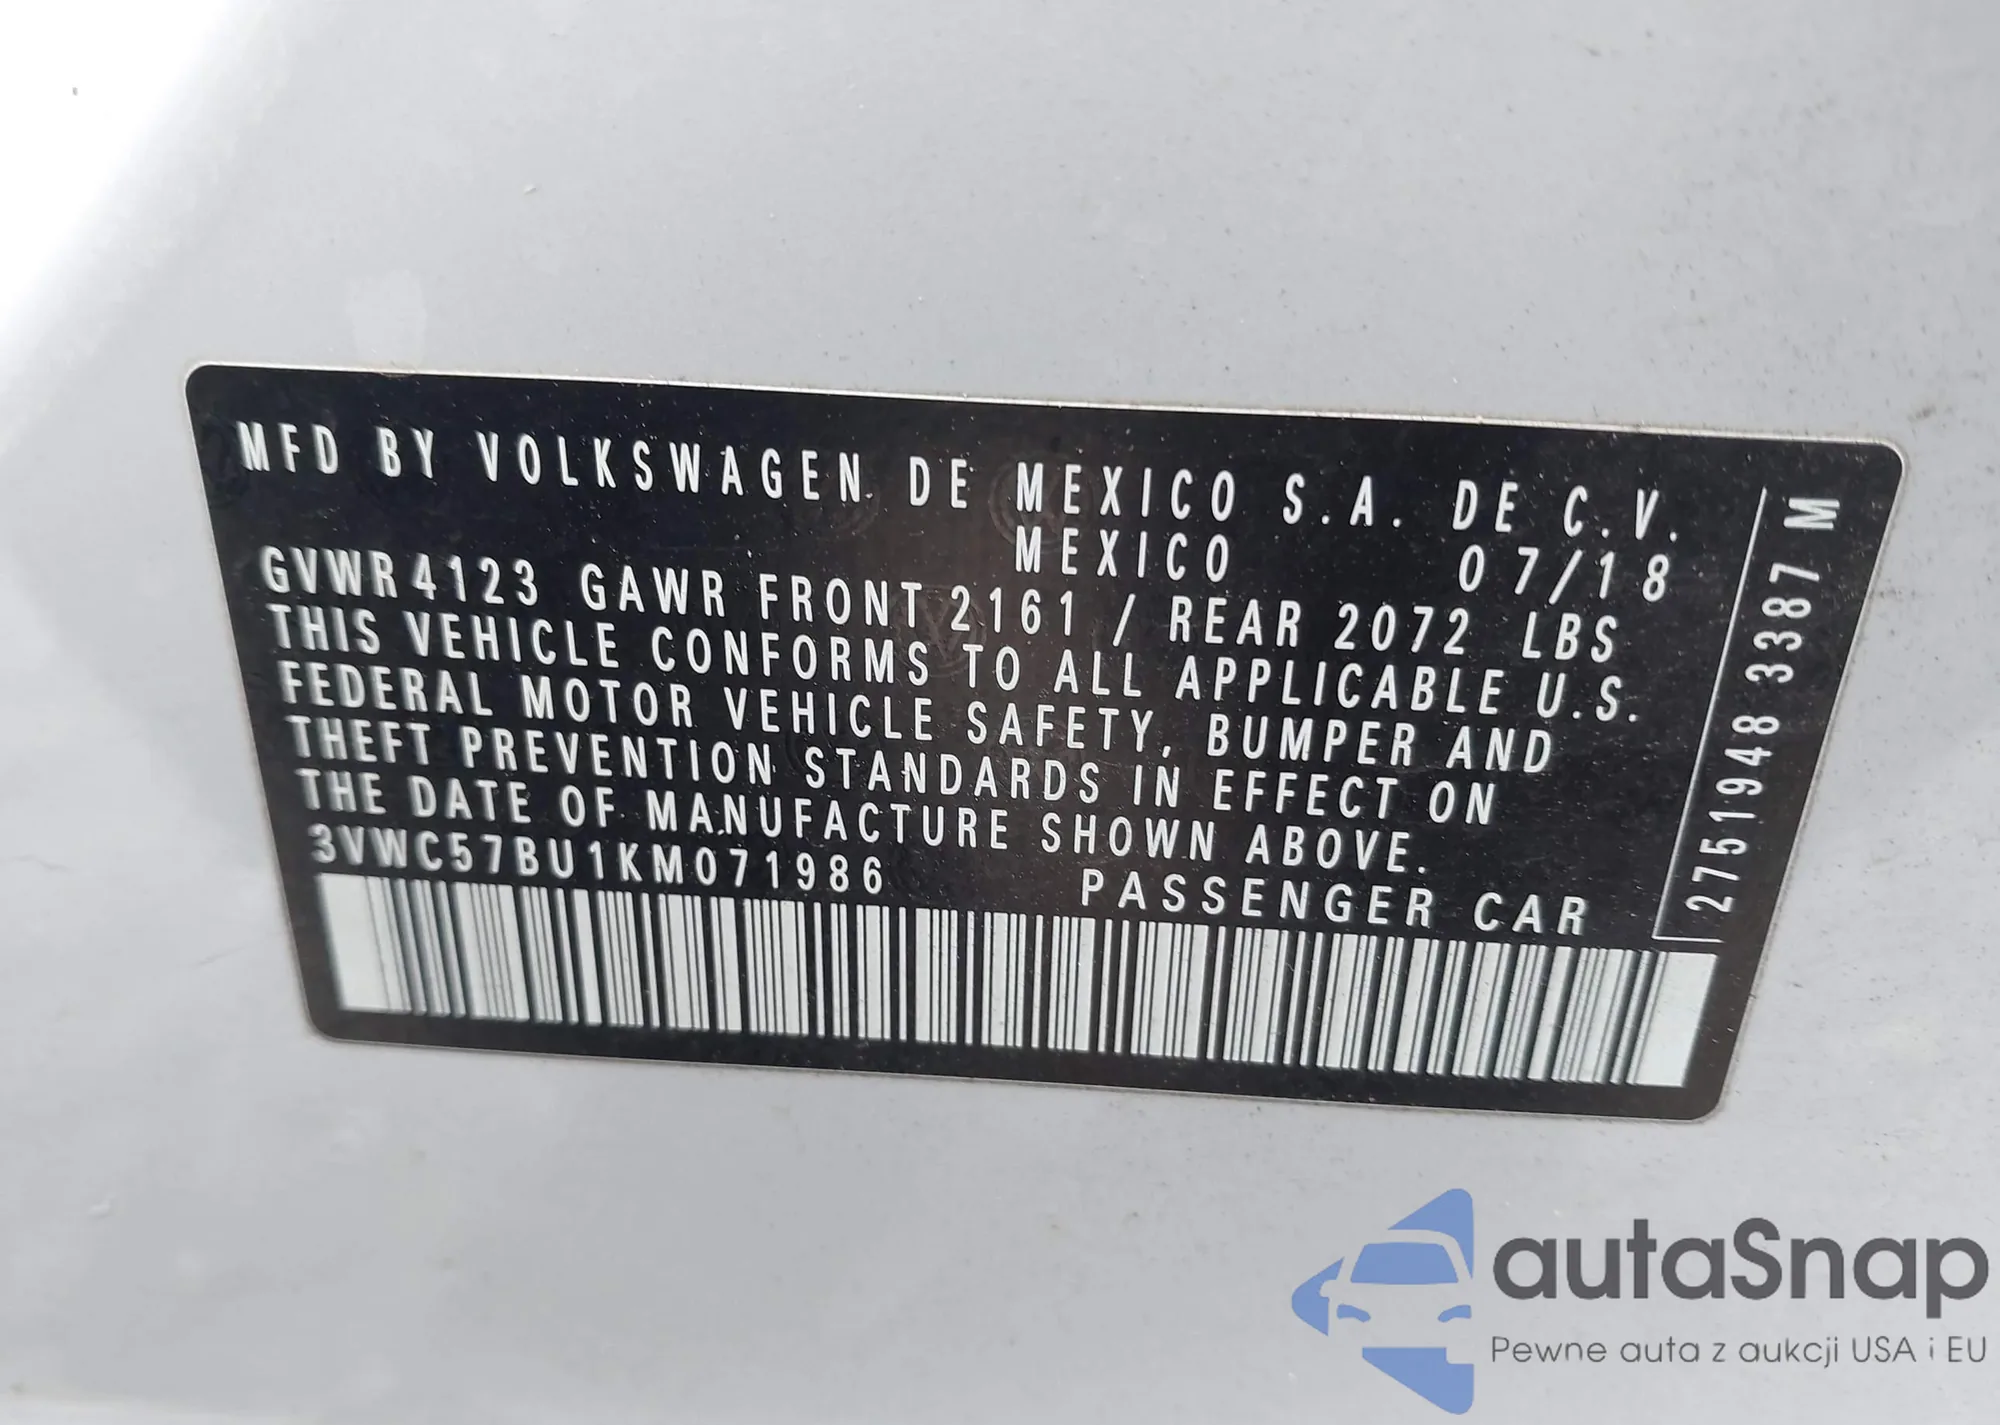 MFD BY VOLKSWAGEN DE MEXICO S.A. DE C.V.
MEXICO 07/18
GVWR 4123 GAWR FRONT 2161 / REAR 2072 LBS
THIS VEHICLE CONFORMS TO ALL APPLICABLE U.S.
FEDERAL MOTOR VEHICLE SAFETY, BUMPER AND
THEFT PREVENTION STANDARDS IN EFFECT ON
THE DATE OF MANUFACTURE SHOWN ABOVE.
3VWC57BU1KM071986
PASSENGER CAR
2751948 3387 M
autaSnap
Pewne auta z aukcji USA i EU